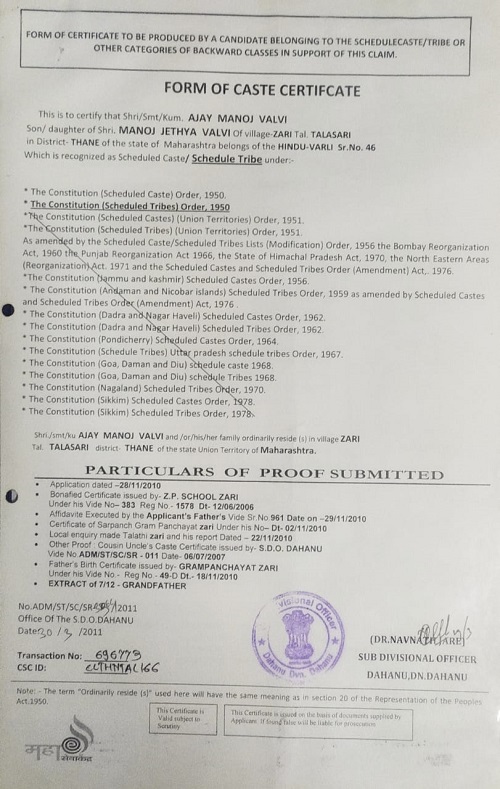 FORM OF CERTIFICATE TO BE PRODUCED BY A CANDIDATE BELONGING TO THE SCHEDULECASTE/TRIBE OR
OTHER CATEGORIES OF BACKWARD CLASSES IN SUPPORT OF THIS CLAIM.
FORM OF CASTE CERTIFCATE
This is to certify that Shri/Smt/Kum. AJAY MANOJ VALVI
Son/ daughter of Shri. MANOJ JETHYA VALVI Of village-ZARI Tal. TALASARI
in District- THANE of the state of Maharashtra belongs of the HINDU-VARLI Sr.No. 46
Which is recognized as Scheduled Caste/ Schedule Tribe under:-
* The Constitution (Scheduled Caste) Order, 1950.
* The Constitution (Scheduled Tribes) Order, 1950
*The Constitution (Scheduled Castes) (Union Territories) Order, 1951.
*The Constitution (Scheduled Tribes) (Union Territories) Order, 1951.
As amended by the Scheduled Caste/Scheduled Tribes Lists (Modification) Order, 1956 the Bombay Reorganization
Act, 1960 the Punjab Reorganization Act 1966, the State of Himachal Pradesh Act, 1970, the North Eastern Areas
(Reorganization) Act. 1971 and the Scheduled Castes and Scheduled Tribes Order (Amendment) Act,. 1976.
*The Constitution (Nammu and kashmir) Scheduled Castes Order, 1956.
* The Constitution (Andaman and Nicobar islands) Scheduled Tribes Order, 1959 as amended by Scheduled Castes
and Scheduled Tribes Order (Amendment) Act, 1976 .
* The Constitution (Dadra and Nagar Haveli) Scheduled Castes Order, 1962.
* The Constitution (Dadra and Nagar Haveli) Scheduled Tribes Order, 1962.
* The Constitution (Pondicherry) Scheduled Castes Order, 1964.
* The Constitution (Schedule Tribes) Uttar pradesh schedule tribes Order, 1967.
* The Constitution (Goa, Daman and Diu) schedule caste 1968.
* The Constitution (Goa, Daman and Diu) schedule Tribes 1968.
* The Constitution (Nagaland) Scheduled Tribes Order, 1970.
* The Constitution (Sikkim) Scheduled Castes Order, 1978.
* The Constitution (Sikkim) Scheduled Tribes Order, 1978.
Shri./smt/ku AJAY MANOJ VALVI and /or/his/her family ordinarily reside (s) in village ZARI
Tal. TALASARI district- THANE of the state Union Territory of Maharashtra.
PARTICULARS OF PROOF SUBMITTED
• Application dated –28/11/2010
• Bonafied Certificate issued by- Z.P. SCHOOL ZARI
Under his Vide No– 383 Reg No - 1578 Dt- 12/06/2006
• Affidavite Executed by the Applicant's Father's Vide Sr.No 961 Date on –29/11/2010
• Certificate of Sarpanch Gram Panchayat zari Under his No– Dt- 02/11/2010
• Local enquiry made Talathi zari and his report Dated – 22/11/2010
• Other Proof : Cousin Uncle's Caste Certificate Issued by- S.D.O. DAHANU
Vide No.ADM/ST/SC/SR - 011 Date- 06/07/2007
• Father's Birth Certificate issued by- GRAMPANCHAYAT ZARI
Under his Vide No.- Reg No - 49-D Dt.- 18/11/2010
• EXTRACT of 7/12 - GRANDFATHER
No.ADM/ST/SC/SR /2011
Office Of The S.D.O.DAHANU
Date:30 / 3 /2011
Transaction No: 696773
CSC ID: CLTHMAL166
Sub Divisional Officer
Dahanu Dvn. Dahanu
(DR.NAVNATH JARE)
SUB DIVISIONAL OFFICER
DAHANU,DN.DAHANU
Note: - The term "Ordinarily reside (s)" used here will have the same meaning as in section 20 of the Representation of the Peoples
Act.1950.
This Certificate is
Valid subject to
Scrutiny
This Certificate is issued on the basis of documents supplied by
Applicant. If found false will be liable for prosecution
महा
सेवाकेंद्र